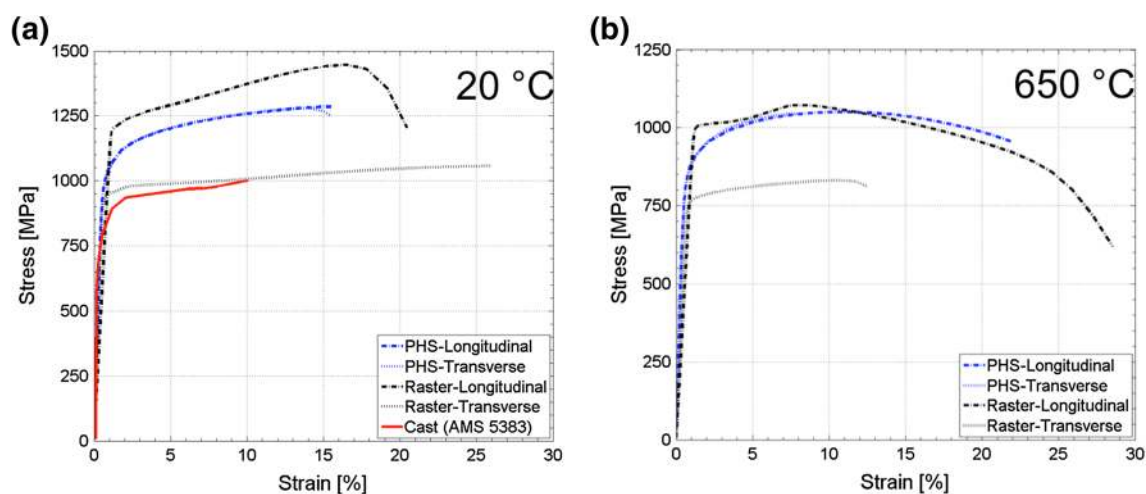 (a)
1500
1250
1000
750
500
250
0
Stress [MPa]
0 5 10 15 20 25 30
Strain [%]
20 °C
PHS-Longitudinal
PHS-Transverse
Raster-Longitudinal
Raster-Transverse
Cast (AMS 5383)
(b)
1250
1000
750
500
250
0
Stress [MPa]
0 5 10 15 20 25 30
Strain [%]
650 °C
PHS-Longitudinal
PHS-Transverse
Raster-Longitudinal
Raster-Transverse